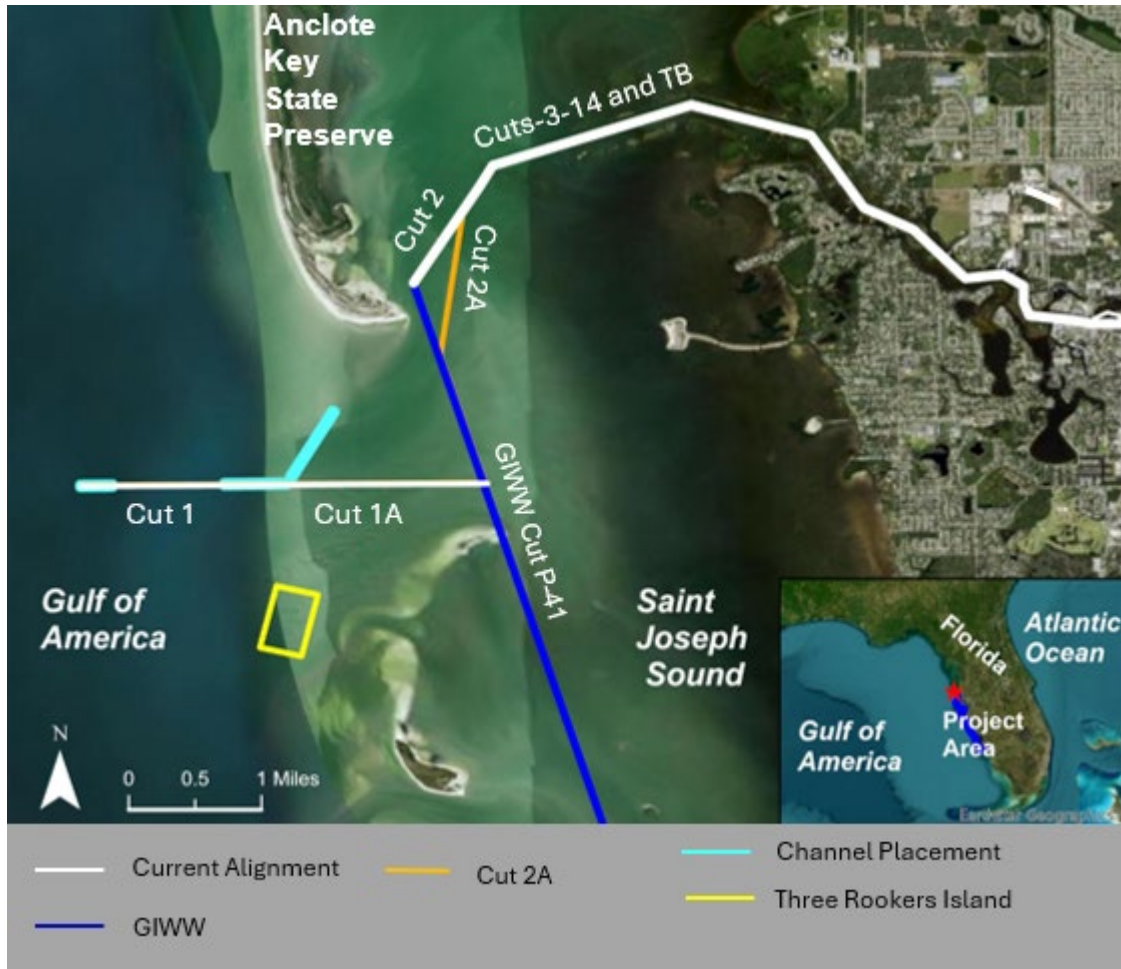 Anclote
Key
State
Preserve
Cuts-3-14 and TB
Cut 2
Cut 2A
GIWW Cut P-41
Cut 1
Cut 1A
Gulf of
America
Saint
Joseph
Sound
N
0 0.5 1 Miles
Florida
Atlantic
Ocean
Project
Area
Gulf of
America
Earthstar Geographics
Current Alignment
Cut 2A
Channel Placement
Three Rookers Island
GIWW